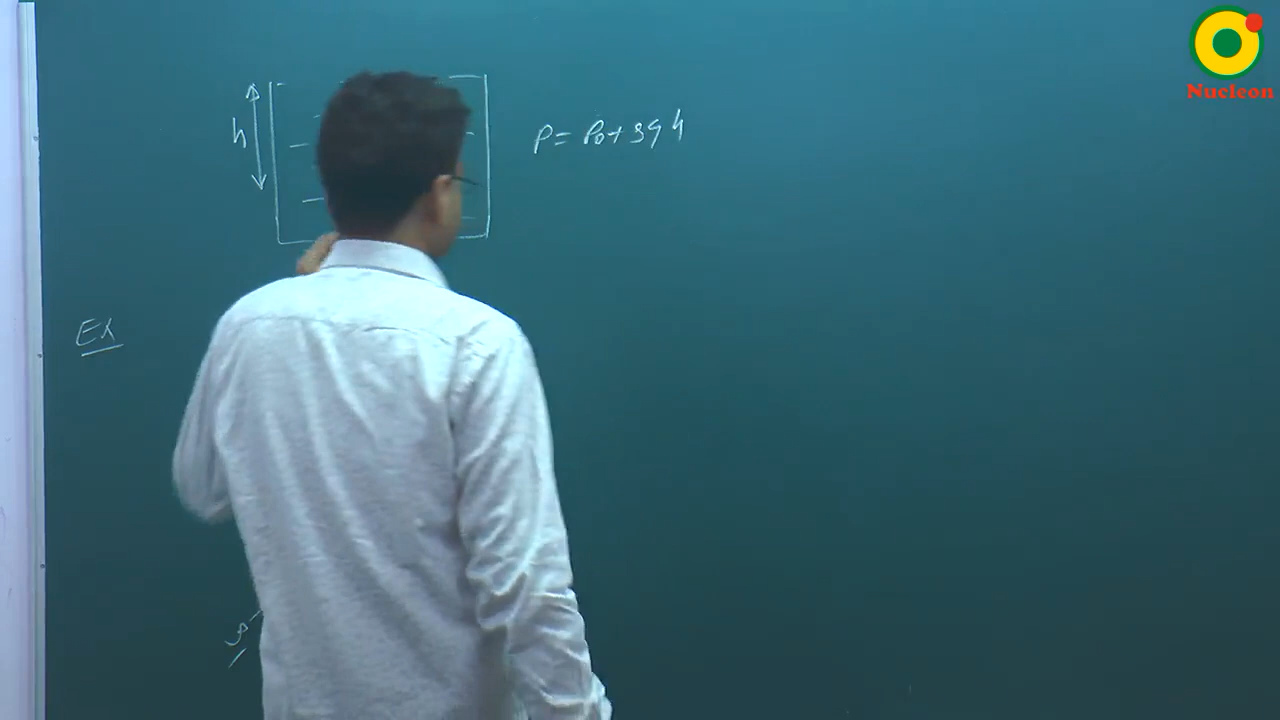 h
P = P₀ + ρgh
Ex
ρ
Nucleon